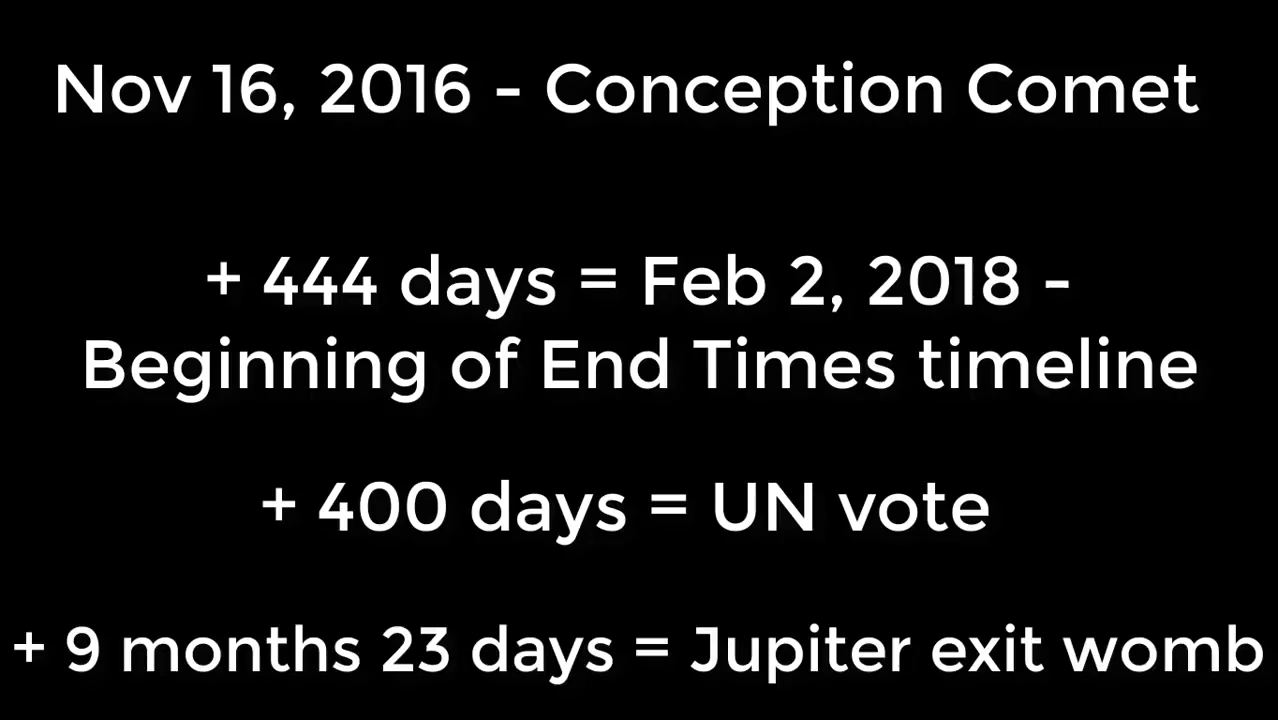 Nov 16, 2016 - Conception Comet
+ 444 days = Feb 2, 2018 -
Beginning of End Times timeline
+ 400 days = UN vote
+ 9 months 23 days = Jupiter exit womb